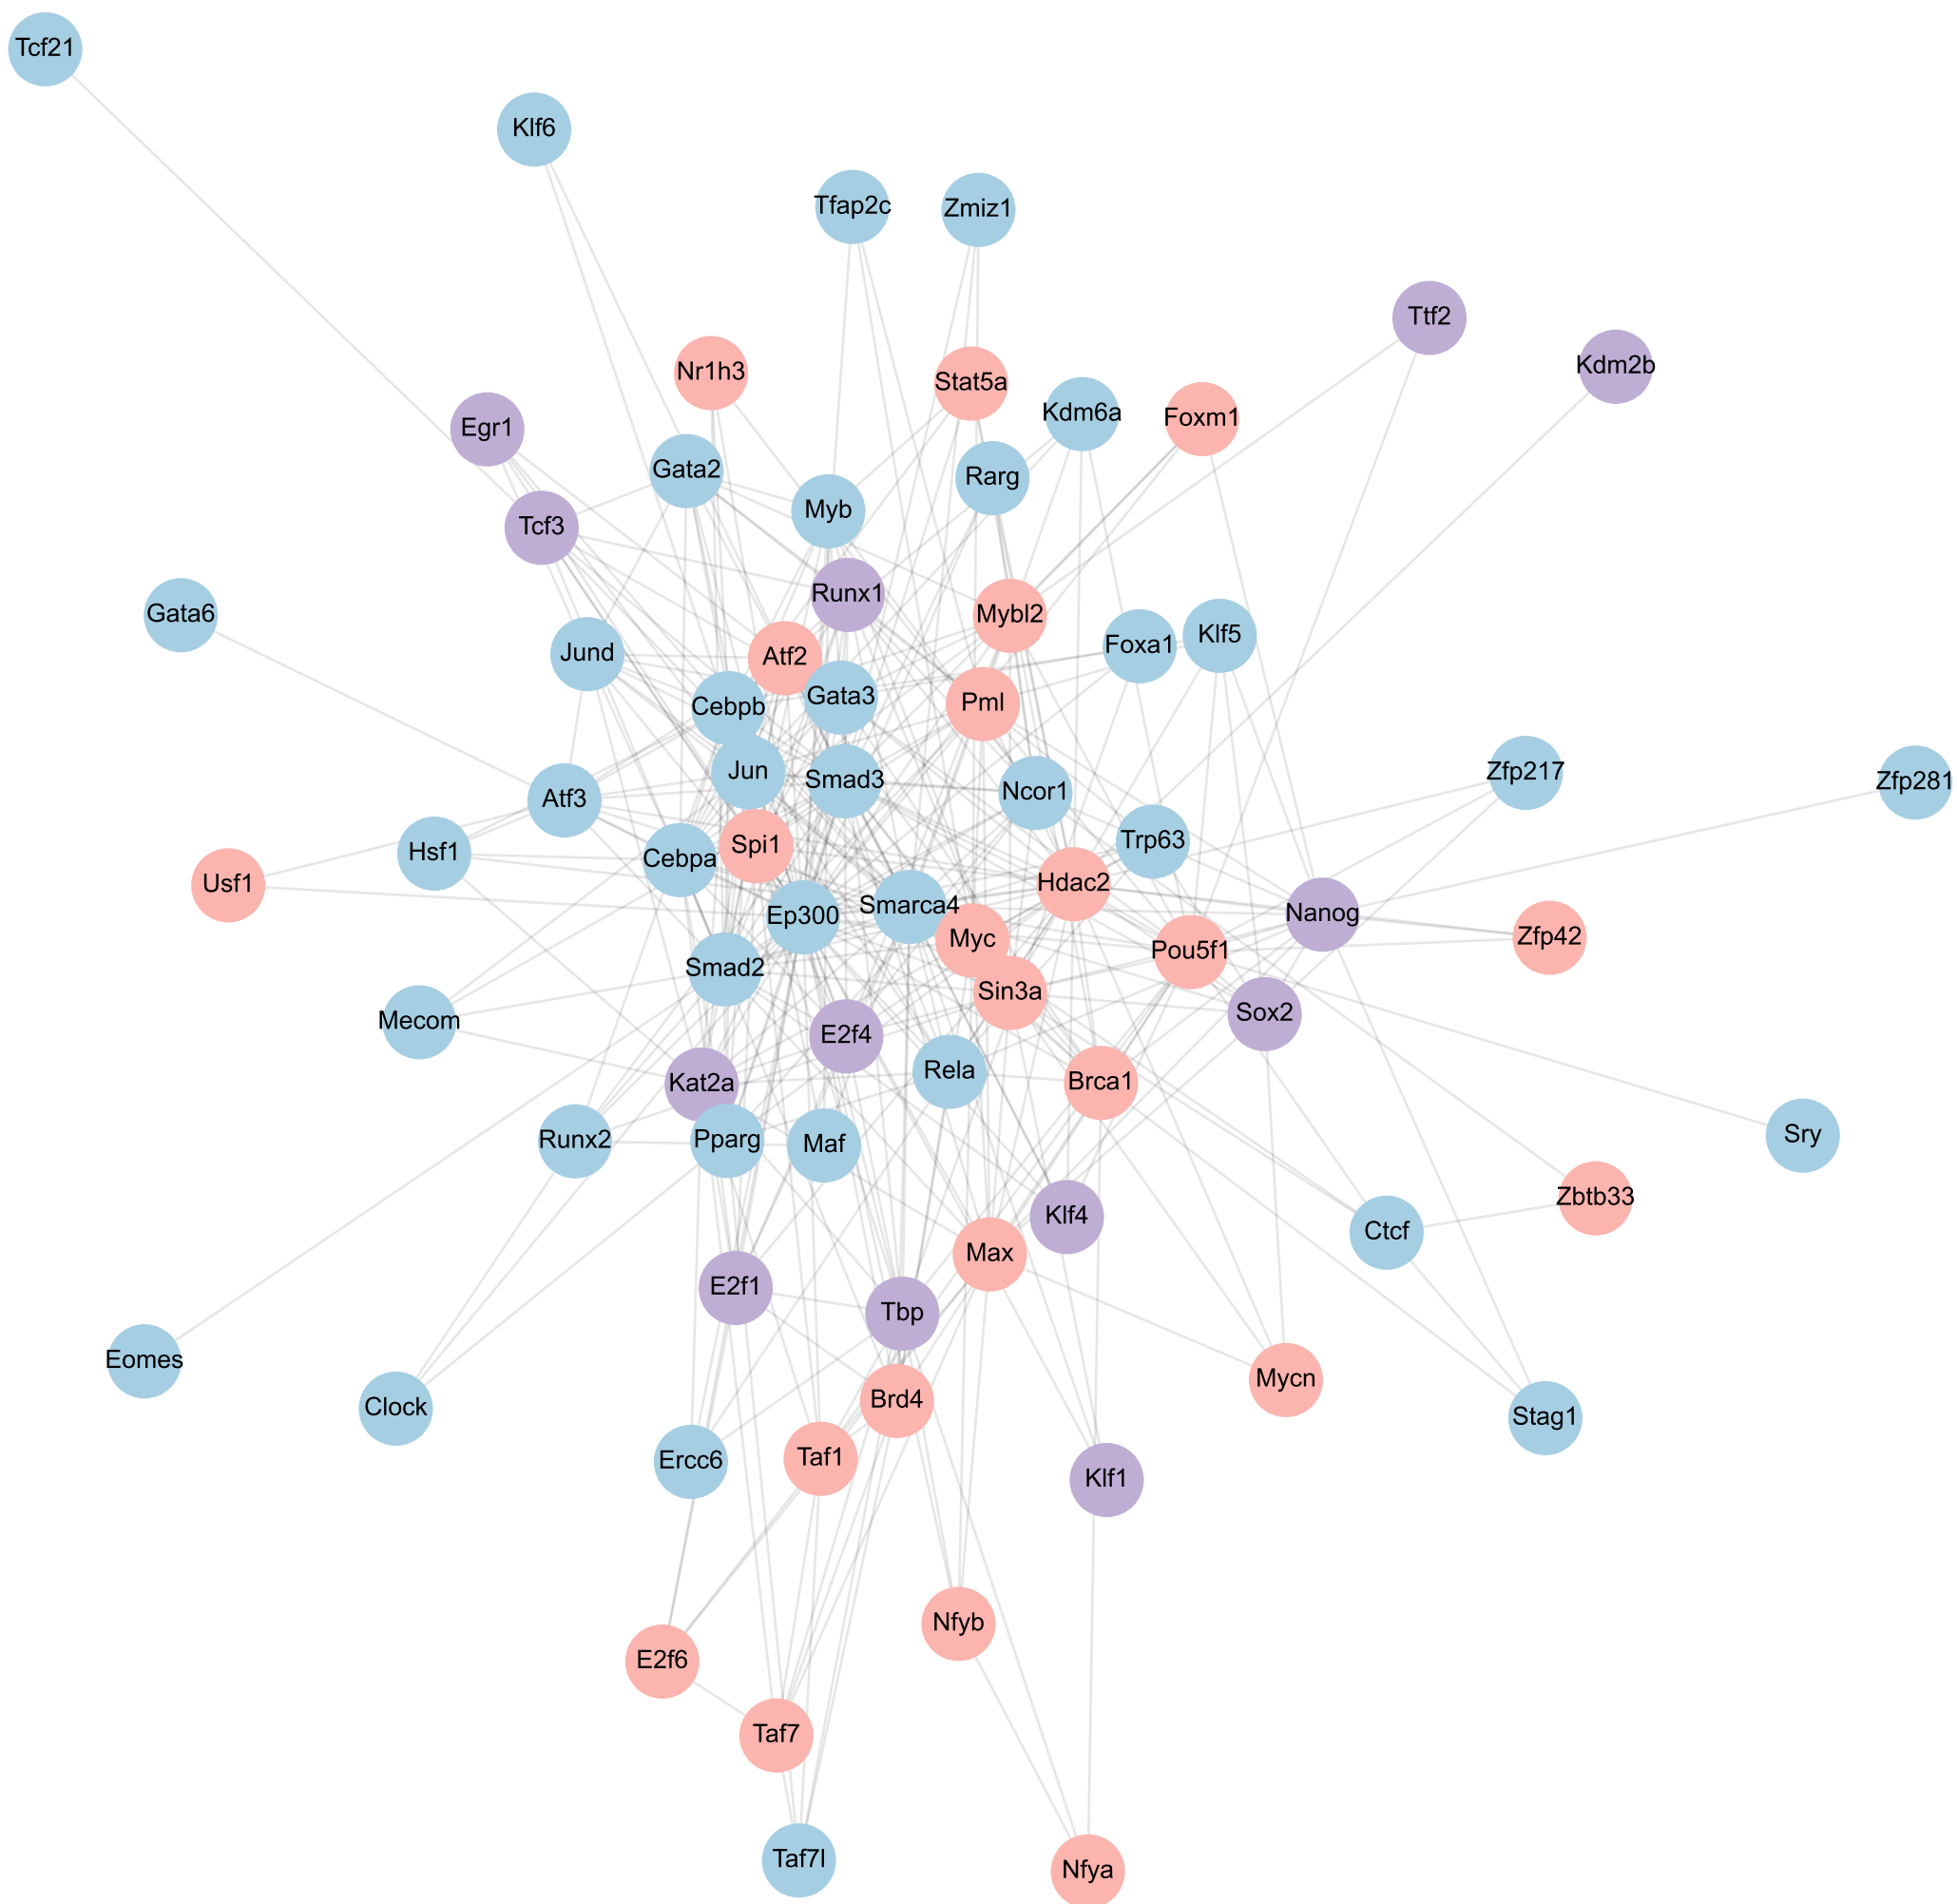 Tcf21
Klf6
Tfap2c
Zmiz1
Ttf2
Kdm2b
Nr1h3
Stat5a
Kdm6a
Foxm1
Egr1
Gata2
Rarg
Myb
Tcf3
Runx1
Gata6
Mybl2
Klf5
Foxa1
Jund
Atf2
Gata3
Pml
Cebpb
Jun
Smad3
Zfp217
Zfp281
Ncor1
Atf3
Trp63
Spi1
Hsf1
Cebpa
Usf1
Hdac2
Smarca4
Ep300
Nanog
Myc
Zfp42
Pou5f1
Smad2
Sin3a
Sox2
Mecom
E2f4
Rela
Kat2a
Brca1
Runx2
Pparg
Maf
Sry
Zbtb33
Klf4
Ctcf
Max
E2f1
Tbp
Eomes
Mycn
Brd4
Clock
Stag1
Ercc6
Taf1
Klf1
Nfyb
E2f6
Taf7
Taf7l
Nfya